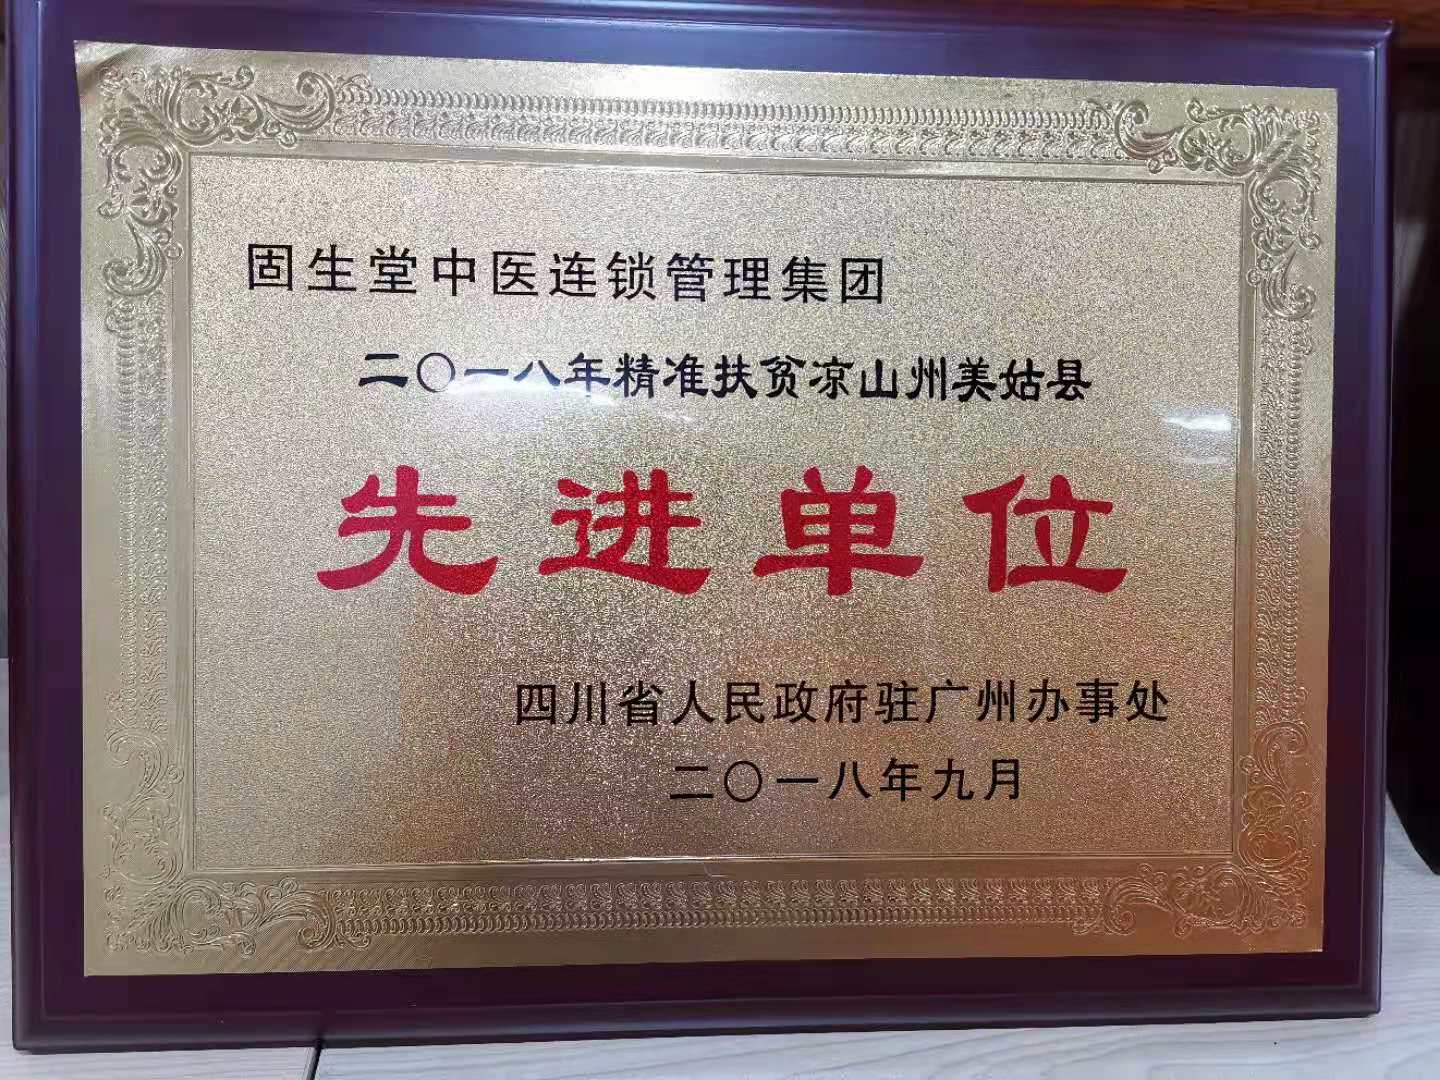 固生堂中医连锁管理集团
二〇一八年精准扶贫凉山州美姑县
先进单位
四川省人民政府驻广州办事处
二〇一八年九月